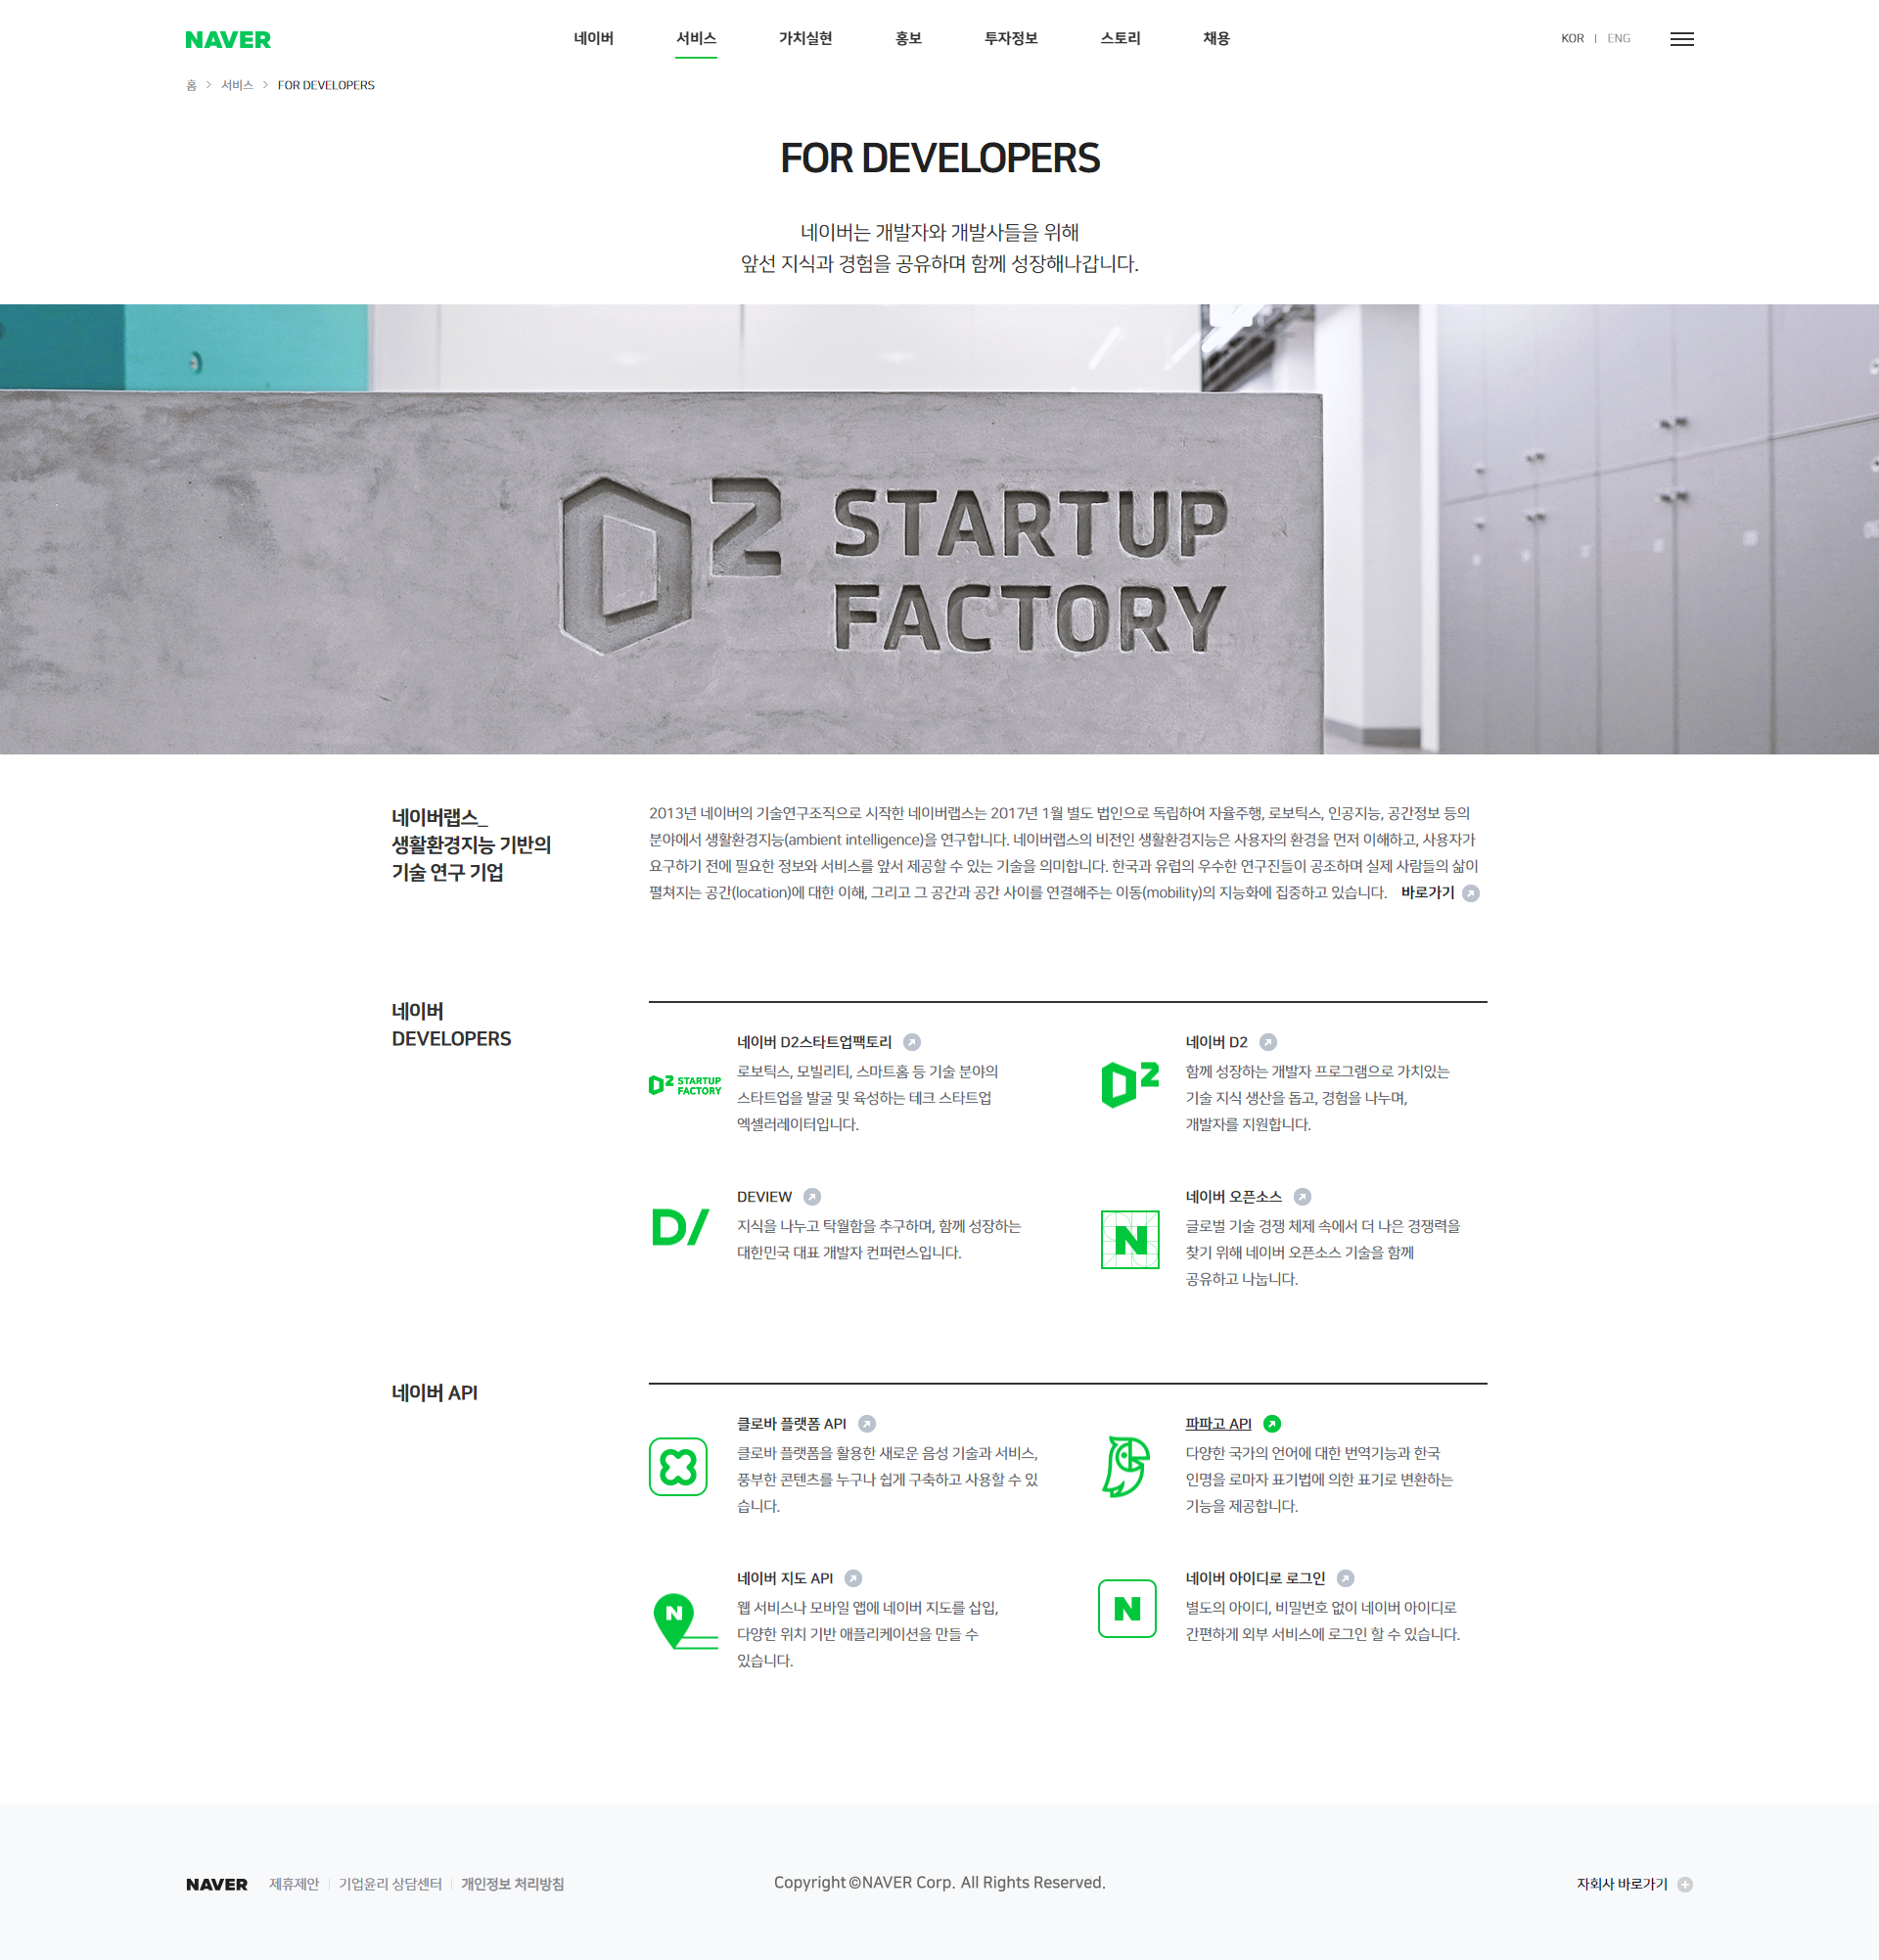 NAVER
네이버 서비스 가치실현 홍보 투자정보 스토리 채용
KOR | ENG
홈 > 서비스 > FOR DEVELOPERS
FOR DEVELOPERS
네이버는 개발자와 개발사들을 위해
앞선 지식과 경험을 공유하며 함께 성장해나갑니다.
D2 STARTUP
FACTORY
네이버랩스_
생활환경지능 기반의
기술 연구 기업
2013년 네이버의 기술연구조직으로 시작한 네이버랩스는 2017년 1월 별도 법인으로 독립하여 자율주행, 로보틱스, 인공지능, 공간정보 등의
분야에서 생활환경지능(ambient intelligence)을 연구합니다. 네이버랩스의 비전인 생활환경지능은 사용자의 환경을 먼저 이해하고, 사용자가
요구하기 전에 필요한 정보와 서비스를 앞서 제공할 수 있는 기술을 의미합니다. 한국과 유럽의 우수한 연구진들이 공조하며 실제 사람들의 삶이
펼쳐지는 공간(location)에 대한 이해, 그리고 그 공간과 공간 사이를 연결해주는 이동(mobility)의 지능화에 집중하고 있습니다. 바로가기
네이버
DEVELOPERS
D2 STARTUP
FACTORY
네이버 D2스타트업팩토리
로보틱스, 모빌리티, 스마트홈 등 기술 분야의
스타트업을 발굴 및 육성하는 테크 스타트업
엑셀러레이터입니다.
D2
네이버 D2
함께 성장하는 개발자 프로그램으로 가치있는
기술 지식 생산을 돕고, 경험을 나누며,
개발자를 지원합니다.
D/
DEVIEW
지식을 나누고 탁월함을 추구하며, 함께 성장하는
대한민국 대표 개발자 컨퍼런스입니다.
N
네이버 오픈소스
글로벌 기술 경쟁 체제 속에서 더 나은 경쟁력을
찾기 위해 네이버 오픈소스 기술을 함께
공유하고 나눕니다.
네이버 API
클로바 플랫폼 API
클로바 플랫폼을 활용한 새로운 음성 기술과 서비스,
풍부한 콘텐츠를 누구나 쉽게 구축하고 사용할 수 있
습니다.
파파고 API
다양한 국가의 언어에 대한 번역기능과 한국
인명을 로마자 표기법에 의한 표기로 변환하는
기능을 제공합니다.
N
네이버 지도 API
웹 서비스나 모바일 앱에 네이버 지도를 삽입,
다양한 위치 기반 애플리케이션을 만들 수
있습니다.
N
네이버 아이디로 로그인
별도의 아이디, 비밀번호 없이 네이버 아이디로
간편하게 외부 서비스에 로그인 할 수 있습니다.
NAVER 제휴제안 | 기업윤리 상담센터 | 개인정보 처리방침
Copyright ©NAVER Corp. All Rights Reserved.
자회사 바로가기